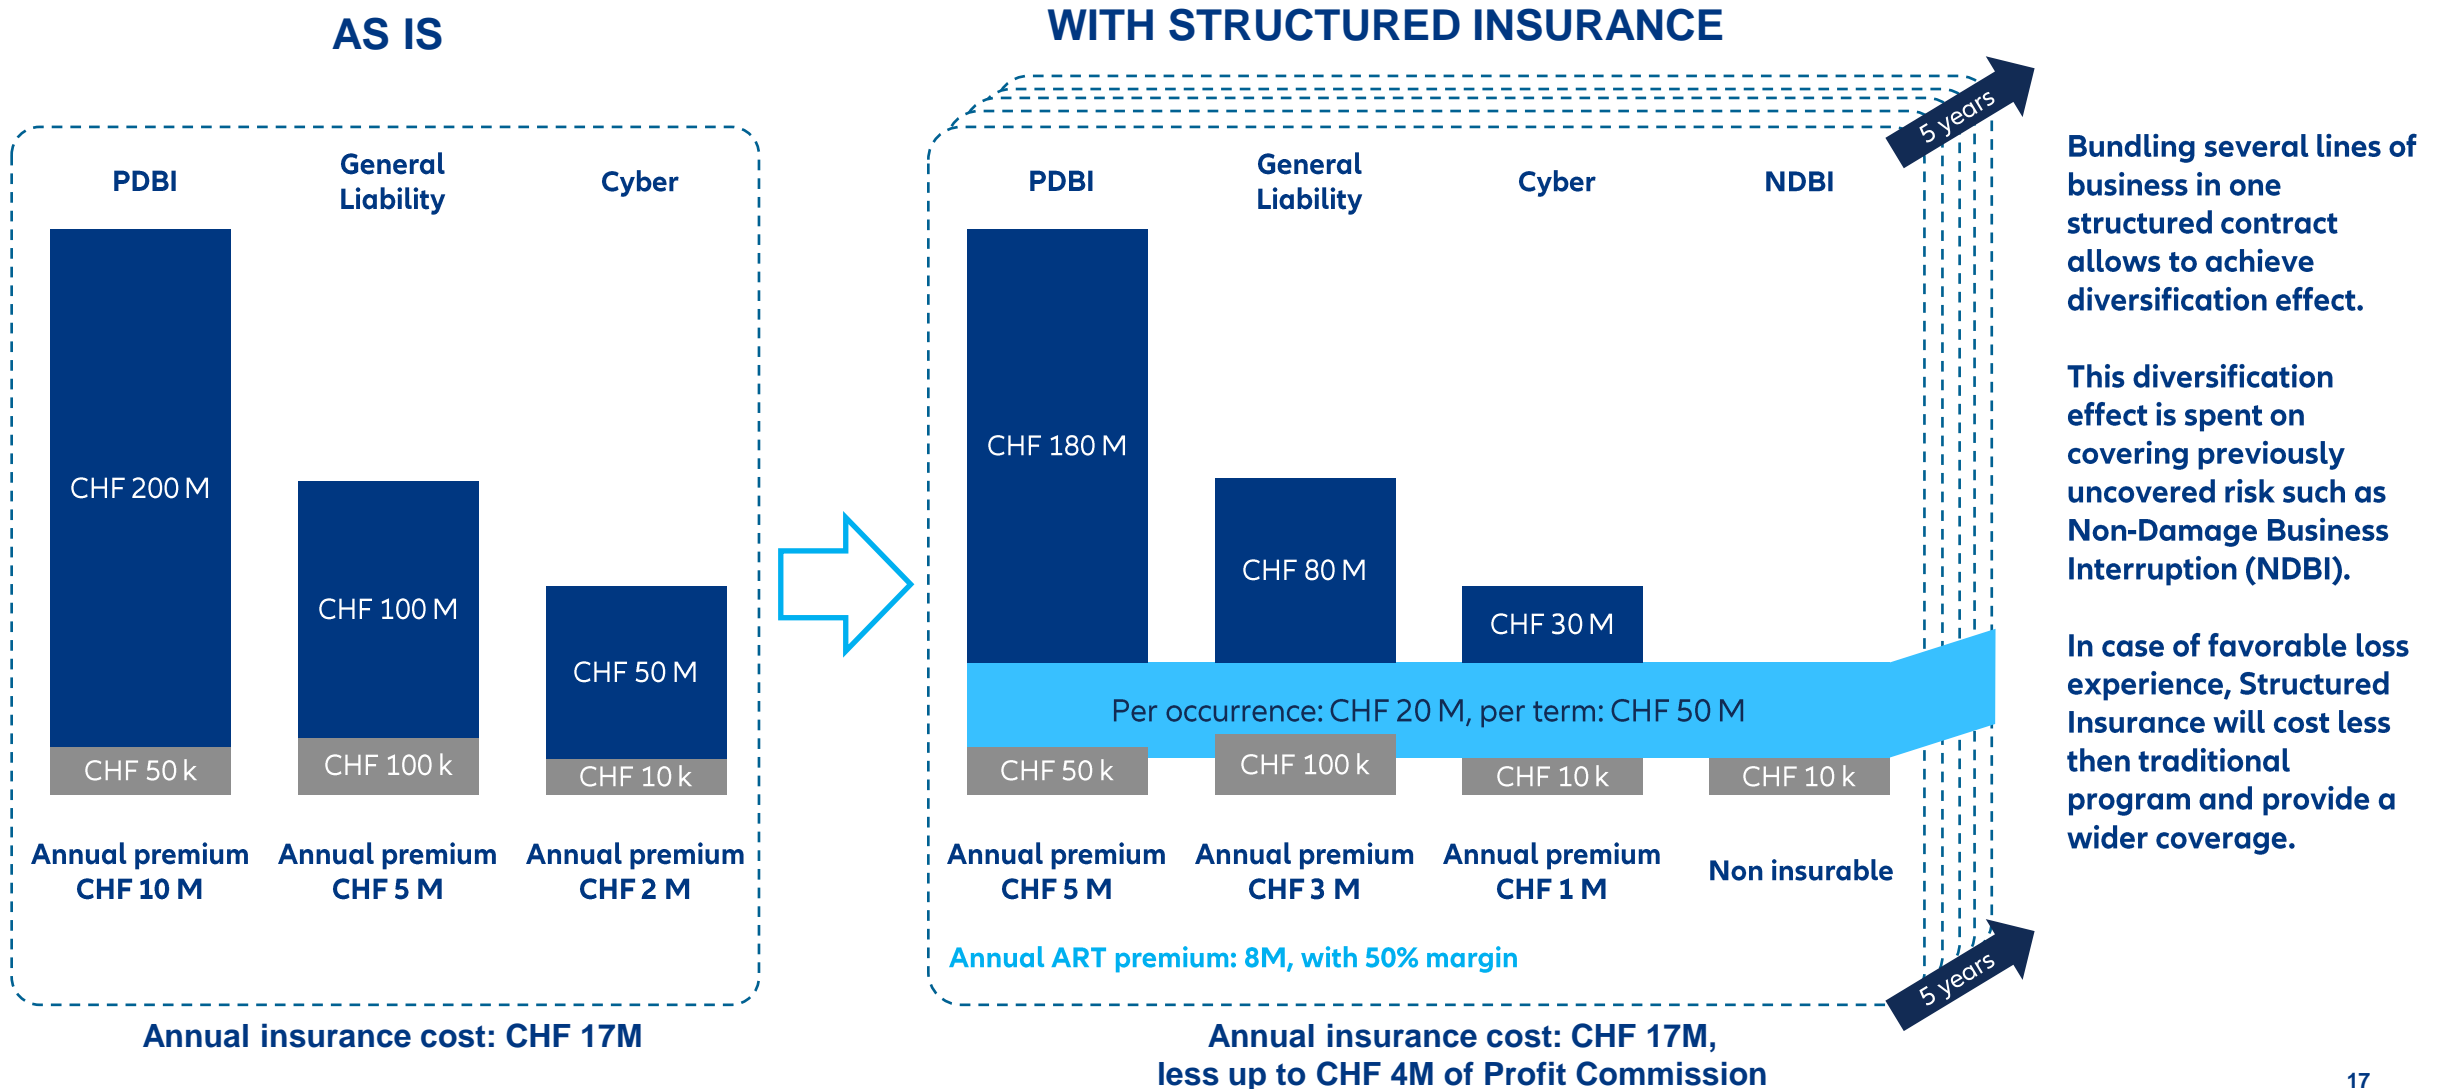 AS IS
PDBI
General
Liability
Cyber
CHF 200 M
CHF 100 M
CHF 50 M
CHF 50 k
CHF 100 k
CHF 10 k
Annual premium
CHF 10 M
Annual premium
CHF 5 M
Annual premium
CHF 2 M
Annual insurance cost: CHF 17M
WITH STRUCTURED INSURANCE
5 years
PDBI
General
Liability
Cyber
NDBI
CHF 180 M
CHF 80 M
CHF 30 M
Per occurrence: CHF 20 M, per term: CHF 50 M
CHF 50 k
CHF 100 k
CHF 10 k
CHF 10 k
Annual premium
CHF 5 M
Annual premium
CHF 3 M
Annual premium
CHF 1 M
Non insurable
Annual ART premium: 8M, with 50% margin
5 years
Annual insurance cost: CHF 17M,
less up to CHF 4M of Profit Commission
Bundling several lines of
business in one
structured contract
allows to achieve
diversification effect.
This diversification
effect is spent on
covering previously
uncovered risk such as
Non-Damage Business
Interruption (NDBI).
In case of favorable loss
experience, Structured
Insurance will cost less
then traditional
program and provide a
wider coverage.
17